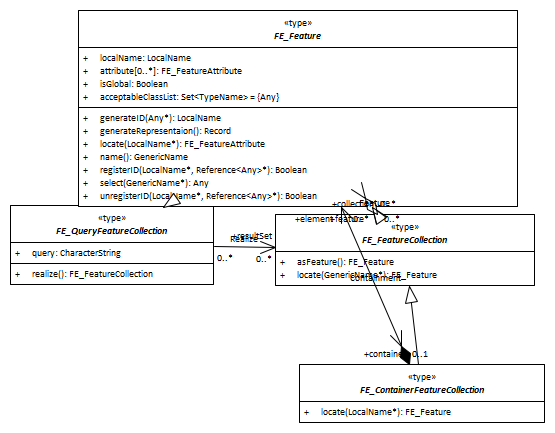 «type»
FE_Feature
+ localName: LocalName
+ attribute[0..*]: FE_FeatureAttribute
+ isGlobal: Boolean
+ acceptableClassList: Set<TypeName> = {Any}
+ generateID(Any*): LocalName
+ generateRepresentaion(): Record
+ locate(LocalName*): FE_FeatureAttribute
+ name(): GenericName
+ registerID(LocalName*, Reference<Any>*): Boolean
+ select(GenericName*): Any
+ unregisterID(LocalName*, Reference<Any>*): Boolean
+collection
Feature
0..*
+element
feature
0..*
0..*
«type»
FE_QueryFeatureCollection
+ query: CharacterString
+ realize(): FE_FeatureCollection
+resultSet
Realize
0..*
0..*
«type»
FE_FeatureCollection
+ asFeature(): FE_Feature
+ locate(GenericName*): FE_Feature
containment
+container
0..1
«type»
FE_ContainerFeatureCollection
+ locate(LocalName*): FE_Feature